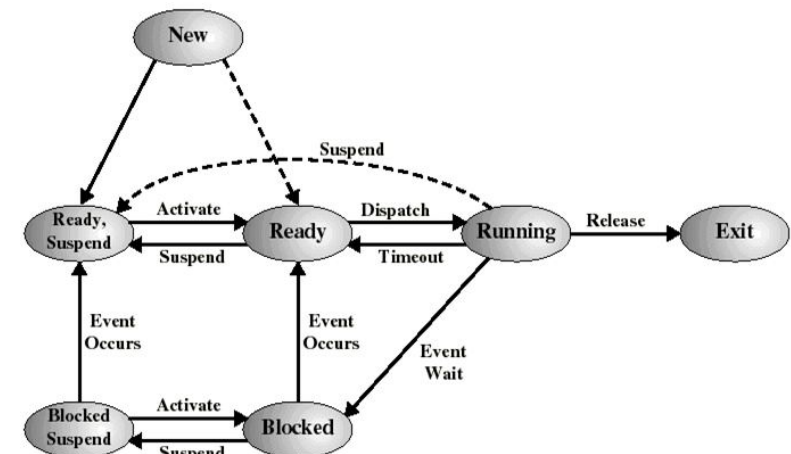 New
Suspend
Ready,
Suspend
Activate
Suspend
Ready
Dispatch
Timeout
Running
Release
Exit
Event
Occurs
Event
Occurs
Event
Wait
Blocked
Suspend
Activate
Suspend
Blocked